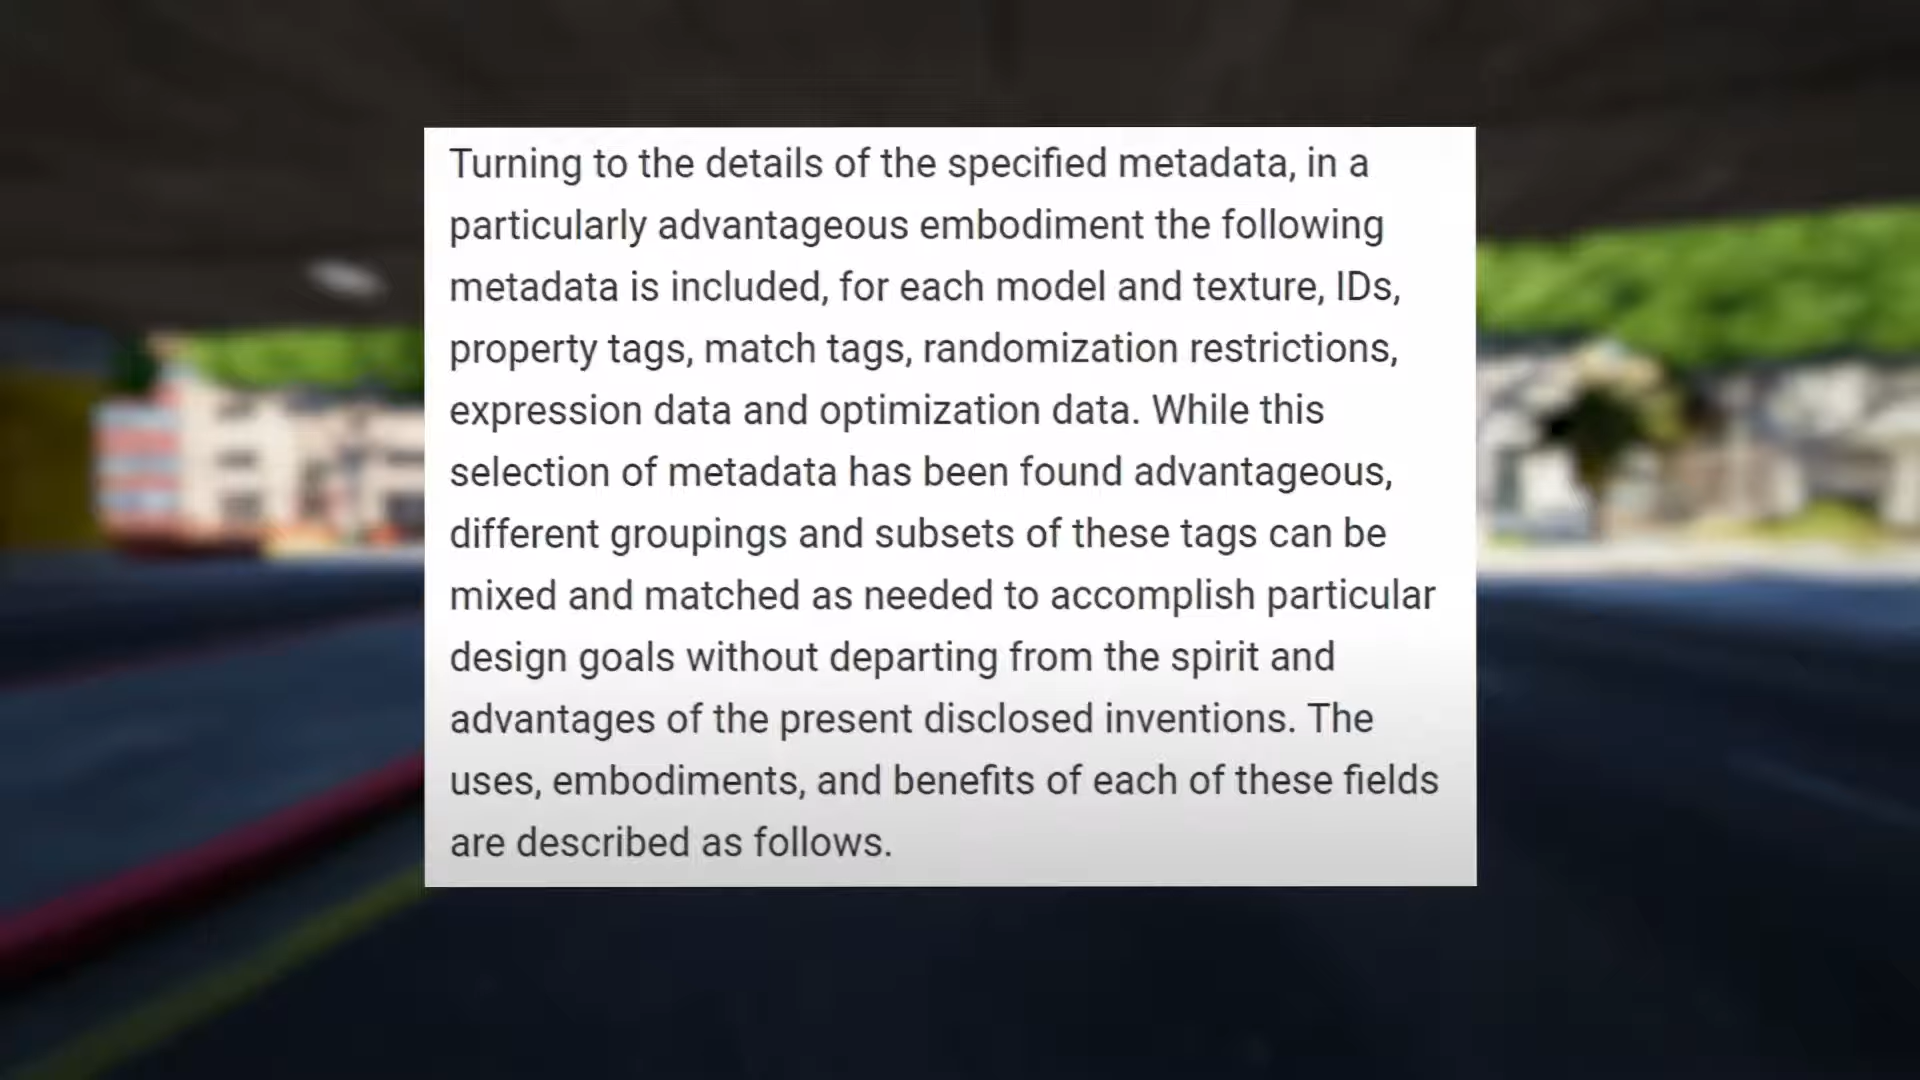 Turning to the details of the specified metadata, in a
particularly advantageous embodiment the following
metadata is included, for each model and texture, IDs,
property tags, match tags, randomization restrictions,
expression data and optimization data. While this
selection of metadata has been found advantageous,
different groupings and subsets of these tags can be
mixed and matched as needed to accomplish particular
design goals without departing from the spirit and
advantages of the present disclosed inventions. The
uses, embodiments, and benefits of each of these fields
are described as follows.